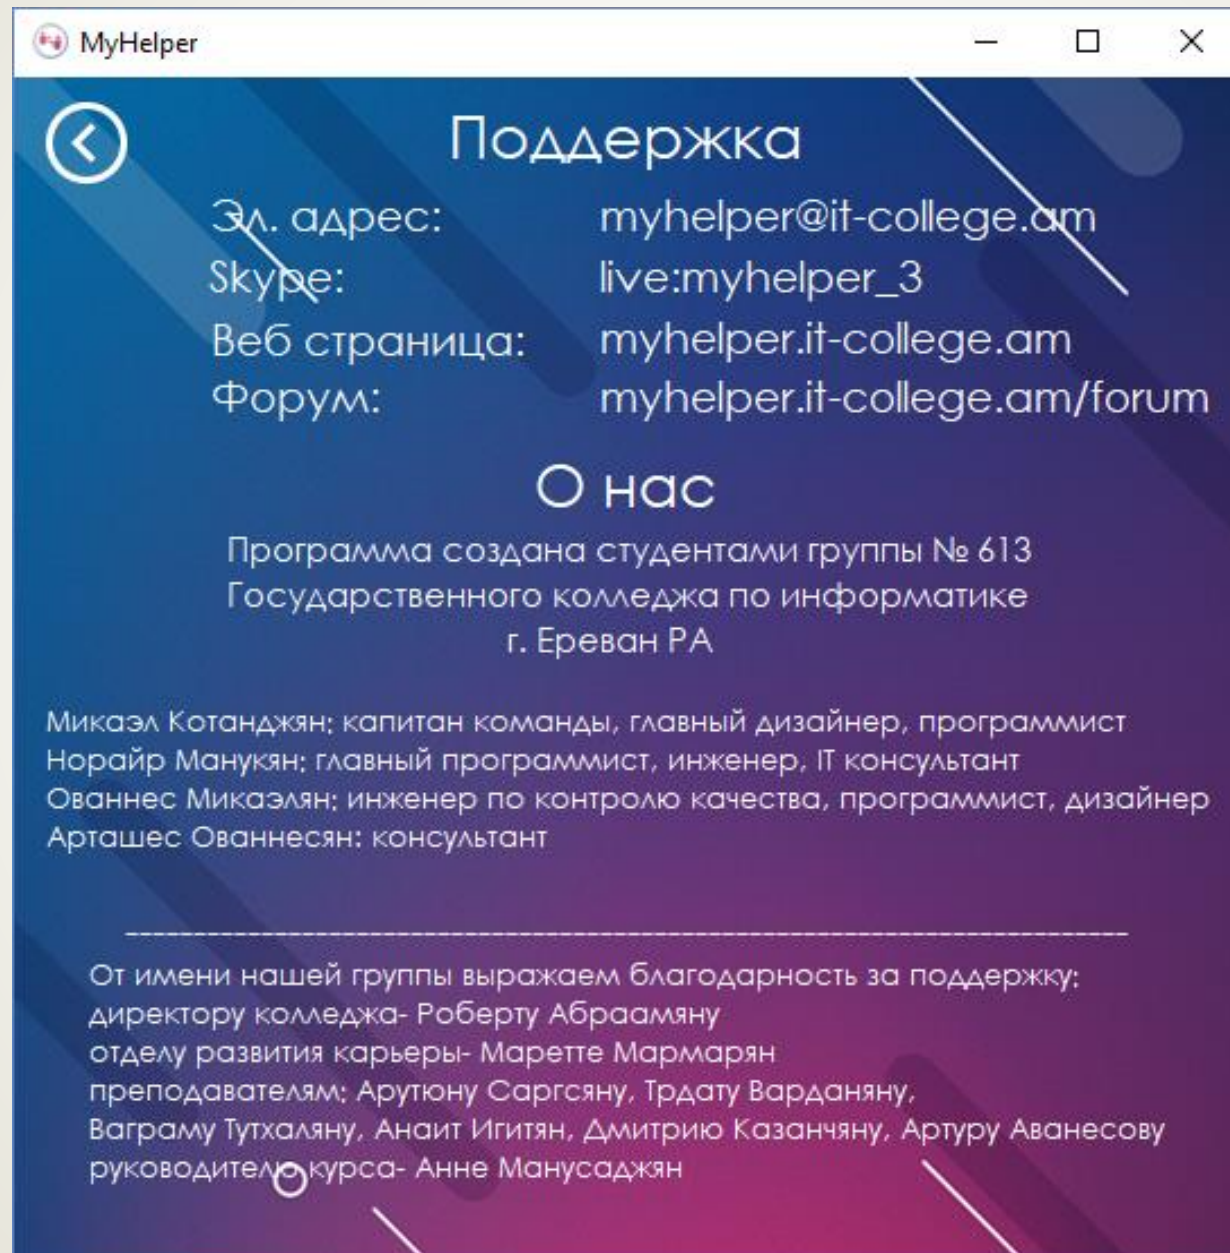 MyHelper
Поддержка
Эл. адрес: myhelper@it-college.am
Skype: live:myhelper_3
Веб страница: myhelper.it-college.am
Форум: myhelper.it-college.am/forum
О нас
Программа создана студентами группы № 613
Государственного колледжа по информатике
г. Ереван РА
Микаэл Котанджян: капитан команды, главный дизайнер, программист
Норайр Манукян: главный программист, инженер, IT консультант
Ованнес Микаэлян: инженер по контролю качества, программист, дизайнер
Арташес Ованнесян: консультант
--------------------------------------------------------------------------
От имени нашей группы выражаем благодарность за поддержку:
директору колледжа- Роберту Абраамяну
отделу развития карьеры- Маретте Мармарян
преподавателям: Арутюну Саргсяну, Трдату Варданяну,
Ваграму Тутхаляну, Анаит Игитян, Дмитрию Казанчяну, Артуру Аванесову
руководителю курса- Анне Манусаджян